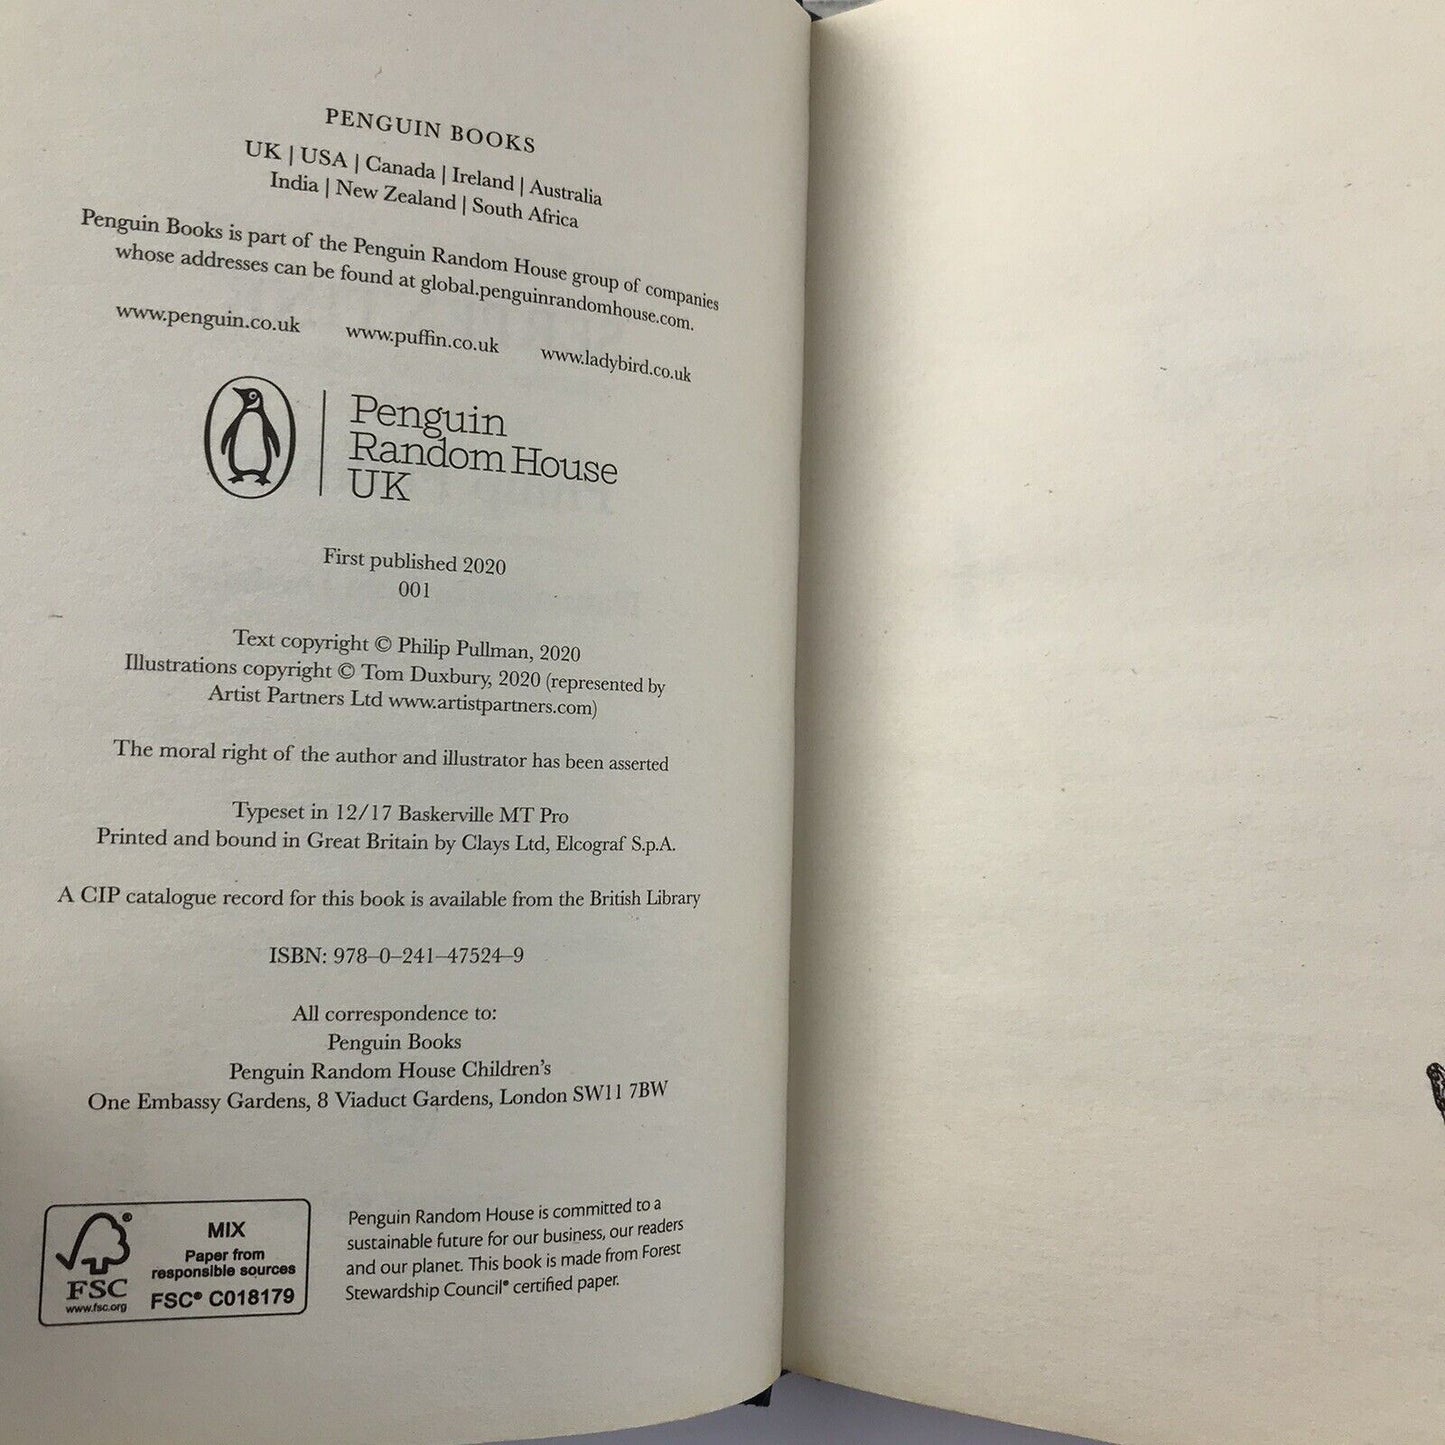 PENGUIN BOOKS
UK | USA | Canada | Ireland | Australia
India | New Zealand | South Africa
Penguin Books is part of the Penguin Random House group of companies
whose addresses can be found at global.penguinrandomhouse.com.
www.penguin.co.uk www.puffin.co.uk www.ladybird.co.uk
Penguin
Random House
UK
First published 2020
001
Text copyright © Philip Pullman, 2020
Illustrations copyright © Tom Duxbury, 2020 (represented by
Artist Partners Ltd www.artistpartners.com)
The moral right of the author and illustrator has been asserted
Typeset in 12/17 Baskerville MT Pro
Printed and bound in Great Britain by Clays Ltd, Elcograf S.p.A.
A CIP catalogue record for this book is available from the British Library
ISBN: 978–0–241–47524–9
All correspondence to:
Penguin Books
Penguin Random House Children's
One Embassy Gardens, 8 Viaduct Gardens, London SW11 7BW
FSC
www.fsc.org
MIX
Paper from
responsible sources
FSC® C018179
Penguin Random House is committed to a
sustainable future for our business, our readers
and our planet. This book is made from Forest
Stewardship Council® certified paper.